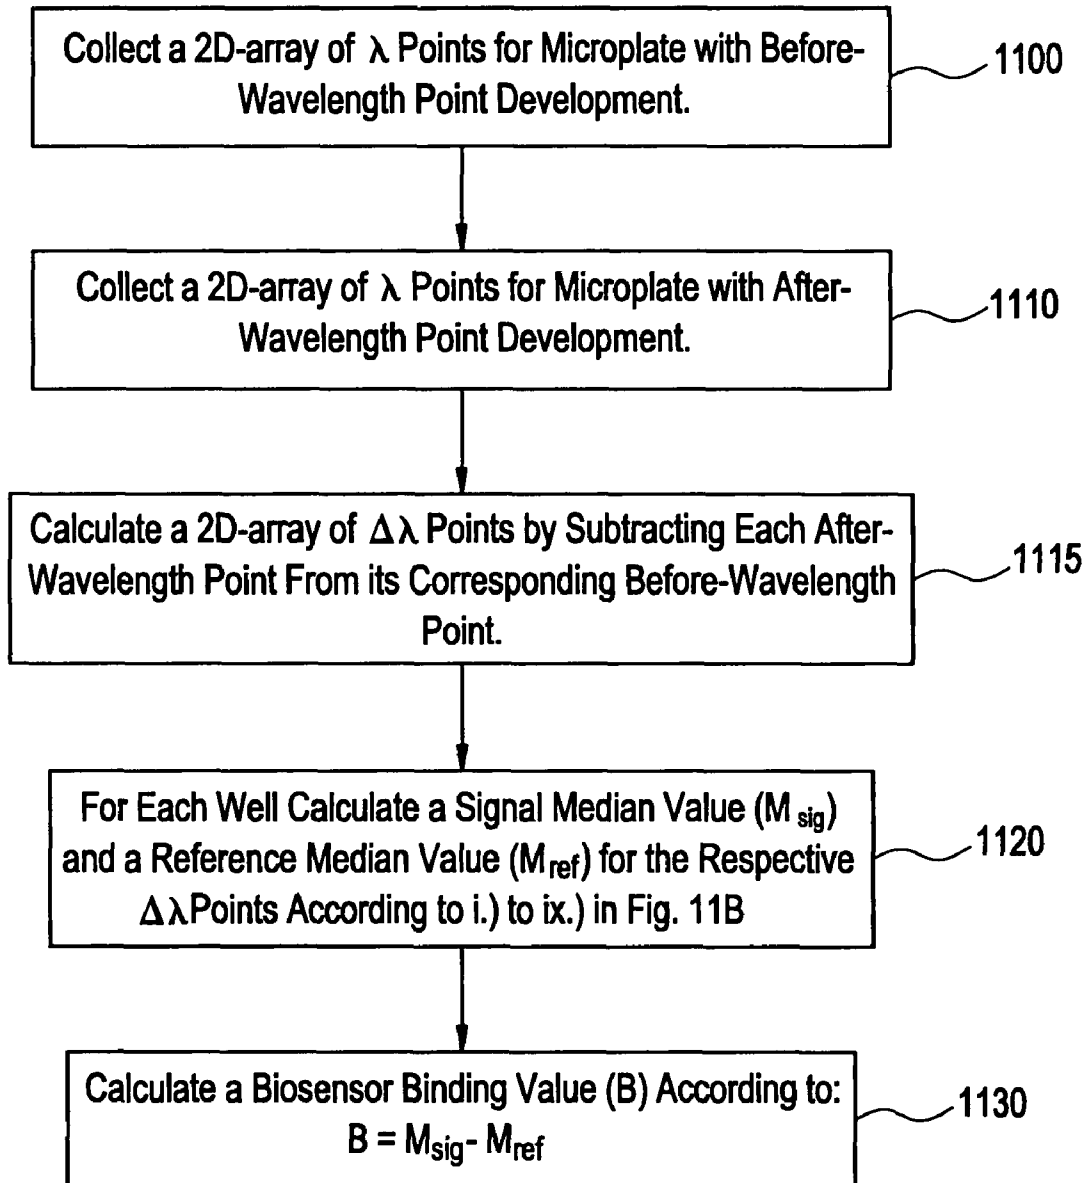 Collect a 2D-array of λ Points for Microplate with Before-
Wavelength Point Development.
1100
Collect a 2D-array of λ Points for Microplate with After-
Wavelength Point Development.
1110
Calculate a 2D-array of Δλ Points by Subtracting Each After-
Wavelength Point From its Corresponding Before-Wavelength
Point.
1115
For Each Well Calculate a Signal Median Value (M sig)
and a Reference Median Value (Mref) for the Respective
Δλ Points According to i.) to ix.) in Fig. 11B
1120
Calculate a Biosensor Binding Value (B) According to:
B = Msig - Mref
1130